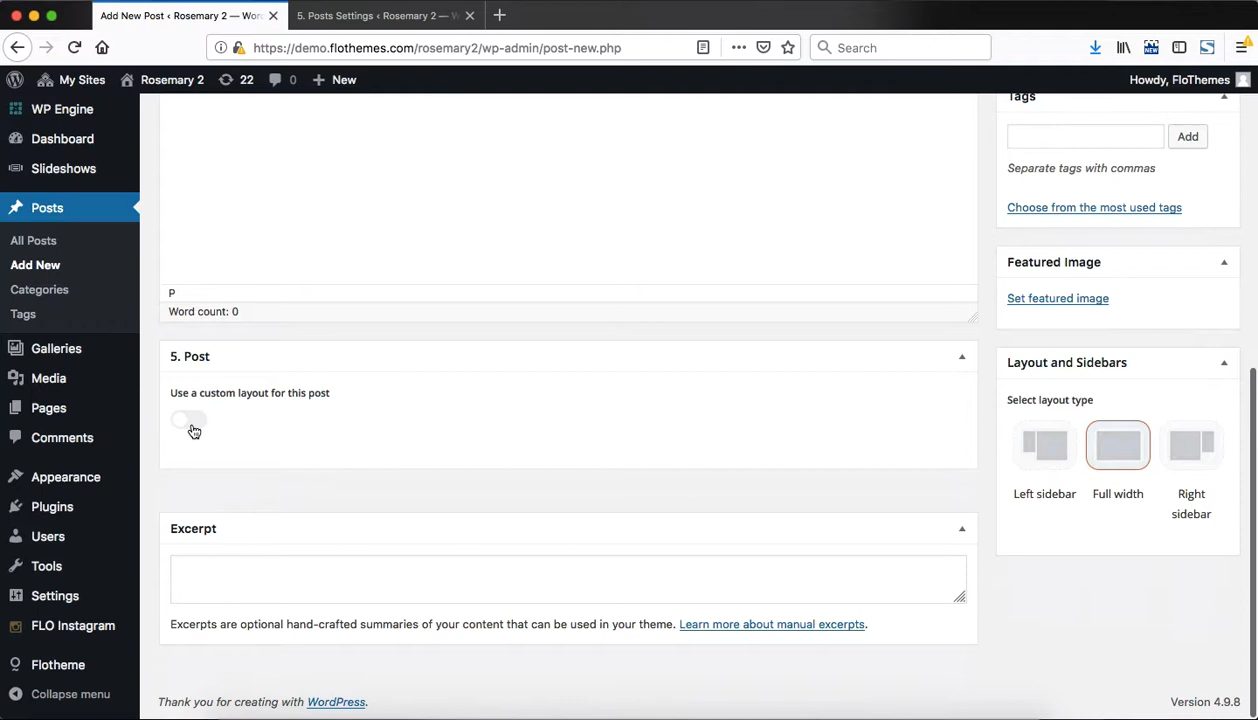 Add New Post ‹ Rosemary 2 — Wor
5. Posts Settings ‹ Rosemary 2 — W
https://demo.flothemes.com/rosemary2/wp-admin/post-new.php
Search
My Sites
Rosemary 2
22
0
New
Howdy, FloThemes
WP Engine
Dashboard
Slideshows
Posts
All Posts
Add New
Categories
Tags
Galleries
Media
Pages
Comments
Appearance
Plugins
Users
Tools
Settings
FLO Instagram
Flotheme
Collapse menu
P
Word count: 0
5. Post
Use a custom layout for this post
Excerpt
Excerpts are optional hand-crafted summaries of your content that can be used in your theme. Learn more about manual excerpts.
Thank you for creating with WordPress.
Tags
Add
Separate tags with commas
Choose from the most used tags
Featured Image
Set featured image
Layout and Sidebars
Select layout type
Left sidebar
Full width
Right
sidebar
Version 4.9.8
NEW